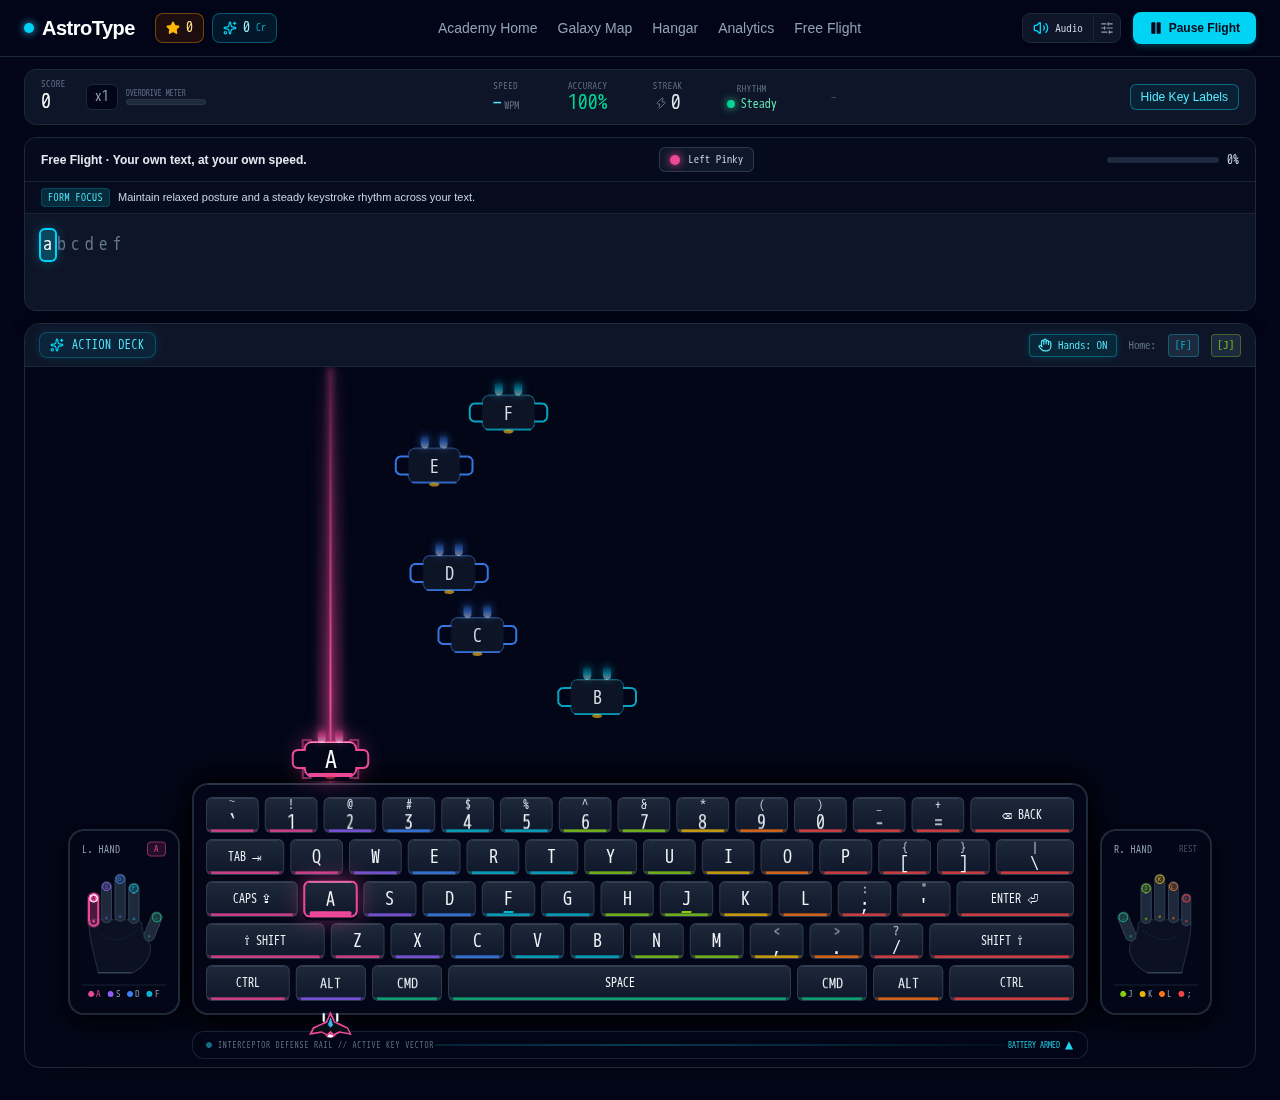 AstroType
0
0 Cr
Academy Home
Galaxy Map
Hangar
Analytics
Free Flight
Audio
Pause Flight
SCORE
0
x1
OVERDRIVE METER
SPEED
– WPM
ACCURACY
100%
STREAK
0
RHYTHM
Steady
–
Hide Key Labels
Free Flight · Your own text, at your own speed.
Left Pinky
0%
FORM FOCUS
Maintain relaxed posture and a steady keystroke rhythm across your text.
abcdef
ACTION DECK
Hands: ON
Home:
[F]
[J]
F
E
D
C
B
A
~ ! @ # $ % ^ & * ( ) _ +
` 1 2 3 4 5 6 7 8 9 0 - = ⌫ BACK
{ } |
TAB ⇥ Q W E R T Y U I O P [ ] \
: "
CAPS ⇪ A S D F G H J K L ; ' ENTER ⏎
< > ?
⇧ SHIFT Z X C V B N M , . / SHIFT ⇧
CTRL ALT CMD SPACE CMD ALT CTRL
L. HAND
A
A S D F
R. HAND
REST
J K L ;
INTERCEPTOR DEFENSE RAIL // ACTIVE KEY VECTOR
BATTERY ARMED ▲